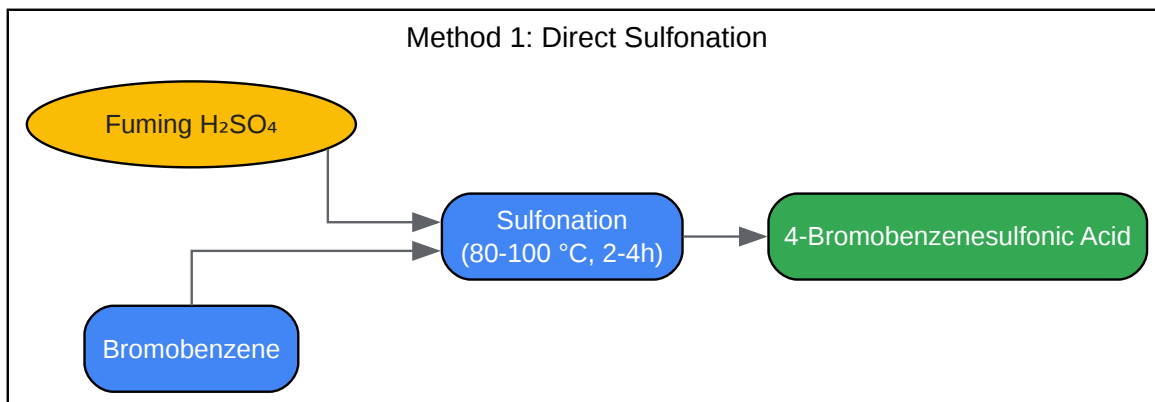 Method 1: Direct Sulfonation
Fuming H₂SO₄
Sulfonation
(80-100 °C, 2-4h)
4-Bromobenzenesulfonic Acid
Bromobenzene